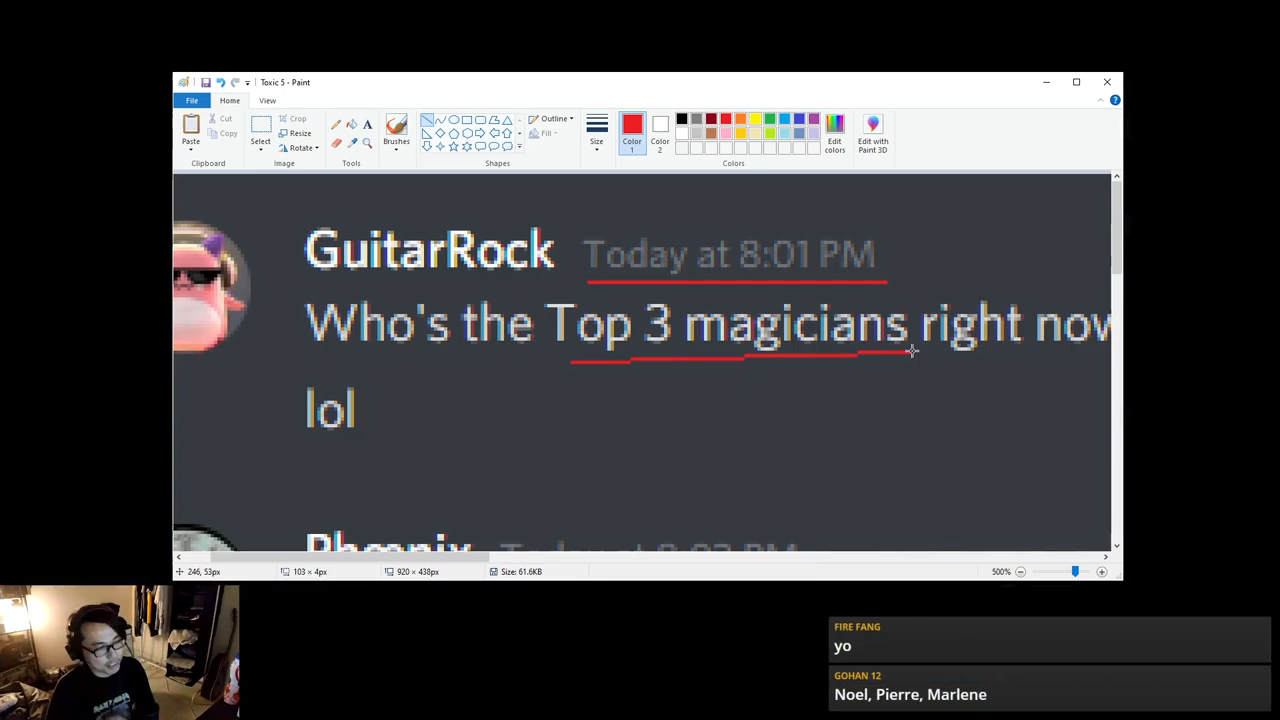 Toxic 5 - Paint
File
Home
View
Paste
Cut
Copy
Clipboard
Select
Crop
Resize
Rotate
Image
Tools
Brushes
Outline
Fill
Shapes
Size
Color 1
Color 2
Edit colors
Edit with Paint 3D
Colors
GuitarRock Today at 8:01 PM
Who's the Top 3 magicians right now
lol
246, 53px
103 × 4px
920 × 438px
Size: 61.6KB
500%
FIRE FANG
yo
GOHAN 12
Noel, Pierre, Marlene